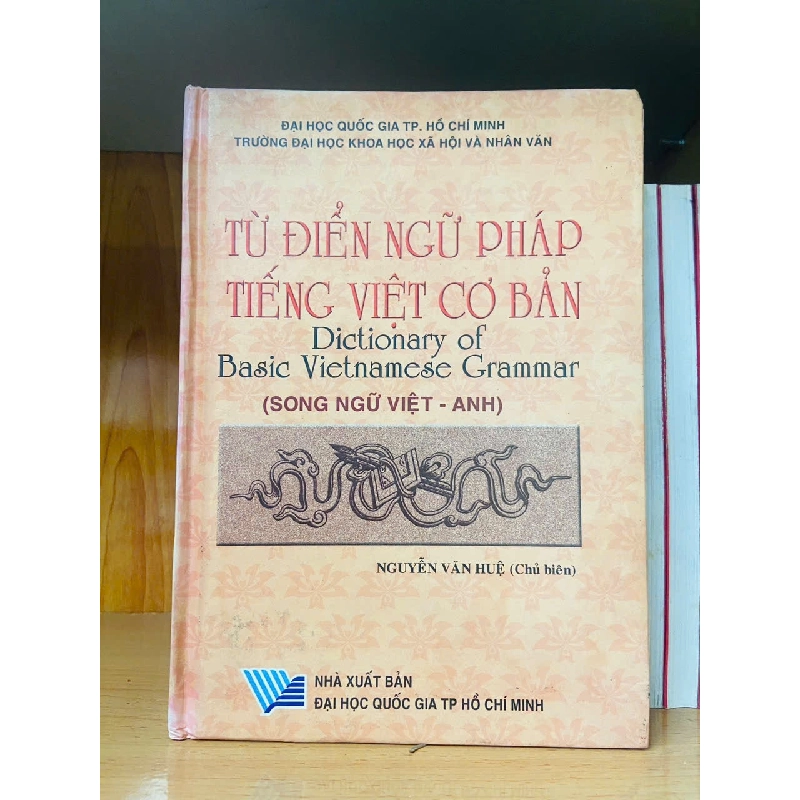 ĐẠI HỌC QUỐC GIA TP. HỒ CHÍ MINH
TRƯỜNG ĐẠI HỌC KHOA HỌC XÃ HỘI VÀ NHÂN VĂN
TỪ ĐIỂN NGỮ PHÁP
TIẾNG VIỆT CƠ BẢN
Dictionary of
Basic Vietnamese Grammar
(SONG NGỮ VIỆT - ANH)
NGUYỄN VĂN HUỆ (Chủ biên)
NHÀ XUẤT BẢN
ĐẠI HỌC QUỐC GIA TP HỒ CHÍ MINH